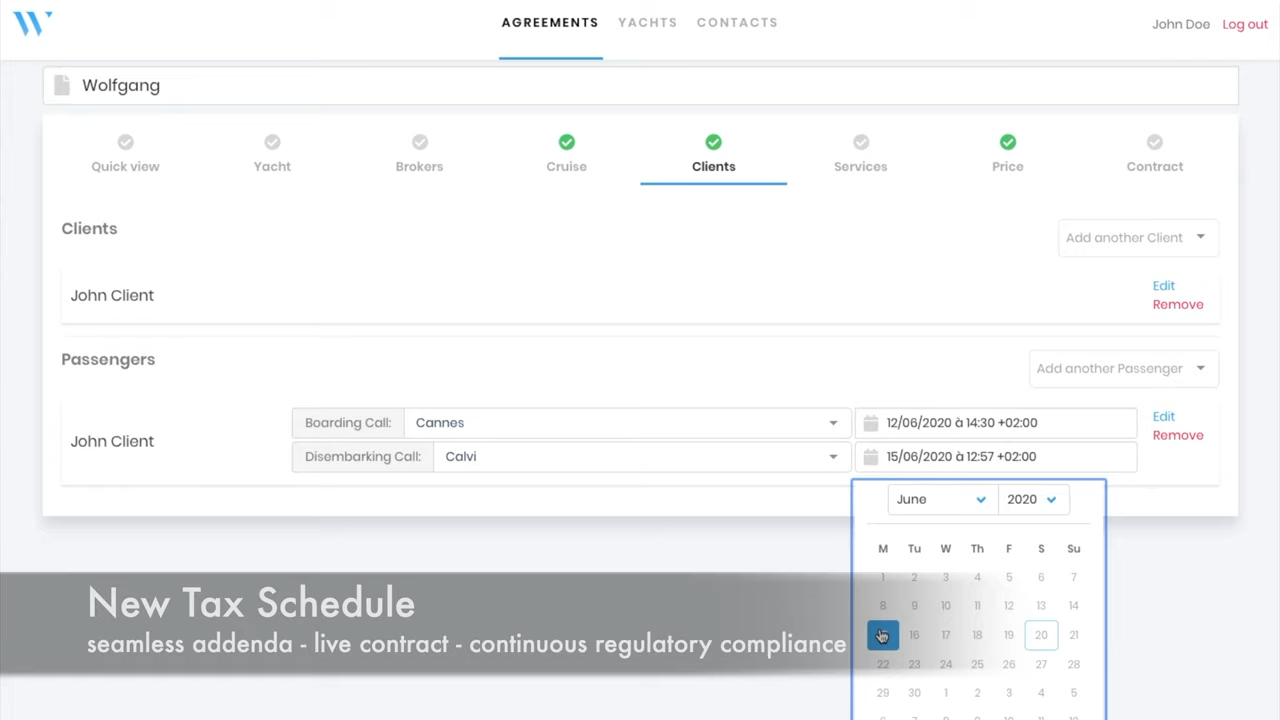 AGREEMENTS YACHTS CONTACTS John Doe Log out
Wolfgang
Quick view Yacht Brokers Cruise Clients Services Price Contract
Clients
Add another Client
John Client
Edit
Remove
Passengers
Add another Passenger
John Client
Boarding Call: Cannes 12/06/2020 à 14:30 +02:00
Disembarking Call: Calvi 15/06/2020 à 12:57 +02:00
Edit
Remove
June 2020
M Tu W Th F S Su
1 2 3 4 5 6 7
8 9 10 11 12 13 14
16 17 18 19 20 21
22 23 24 25 26 27 28
29 30 1 2 3 4 5
New Tax Schedule
seamless addenda - live contract - continuous regulatory compliance